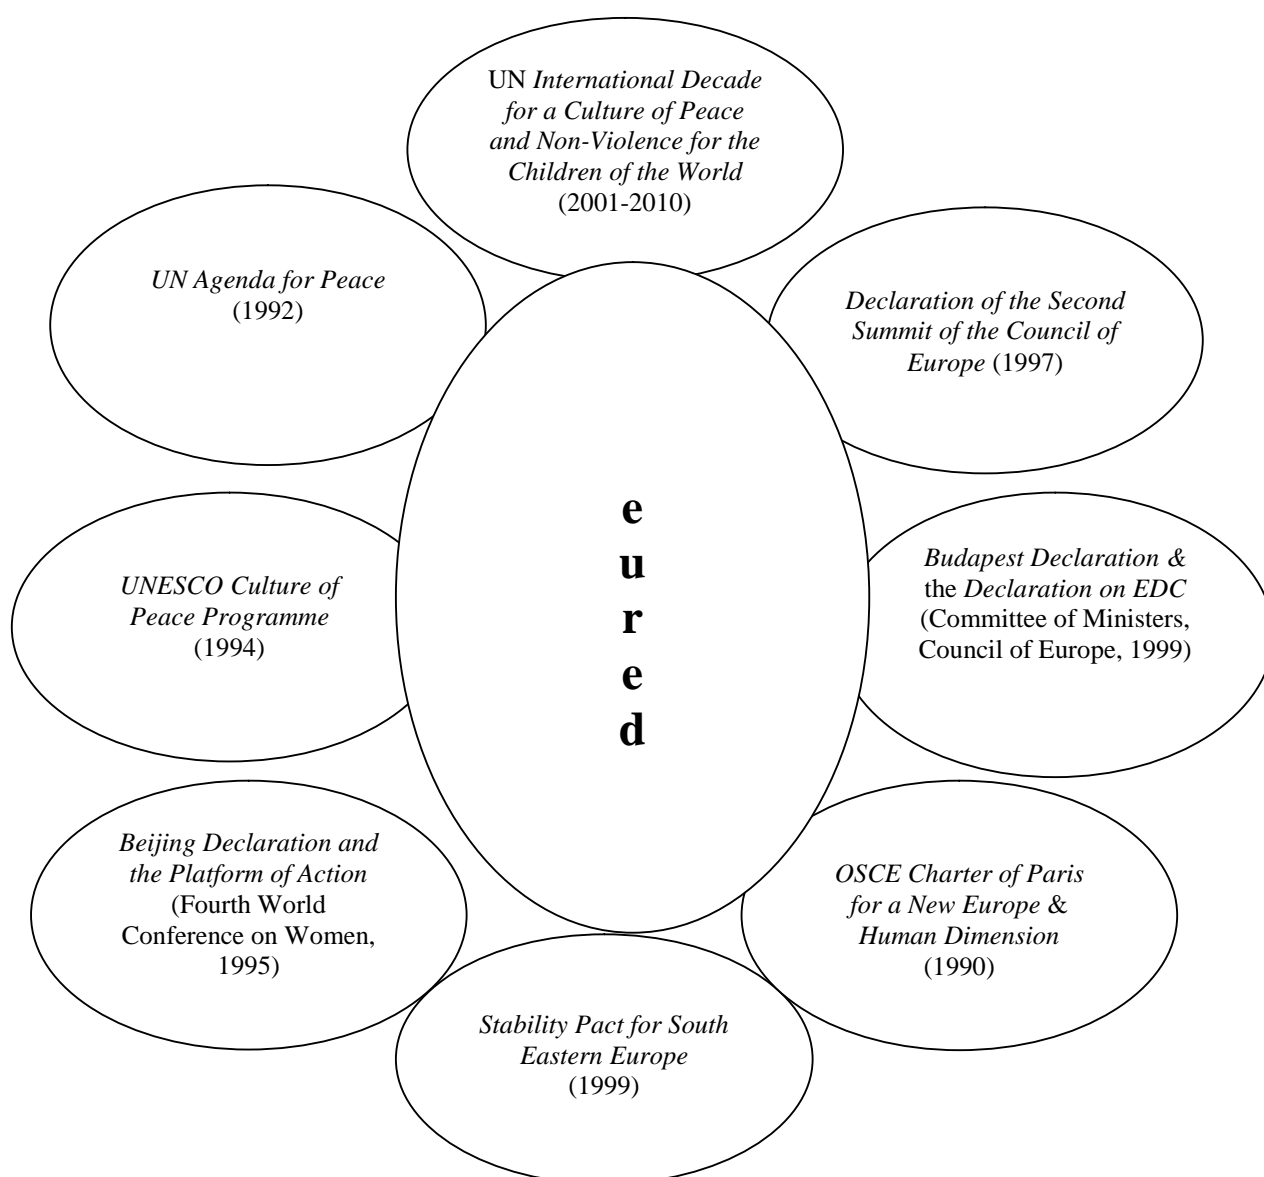 UN International Decade
for a Culture of Peace
and Non-Violence for the
Children of the World
(2001-2010)
UN Agenda for Peace
(1992)
Declaration of the Second
Summit of the Council of
Europe (1997)
e
u
r
e
d
UNESCO Culture of
Peace Programme
(1994)
Budapest Declaration &
the Declaration on EDC
(Committee of Ministers,
Council of Europe, 1999)
Beijing Declaration and
the Platform of Action
(Fourth World
Conference on Women,
1995)
OSCE Charter of Paris
for a New Europe &
Human Dimension
(1990)
Stability Pact for South
Eastern Europe
(1999)